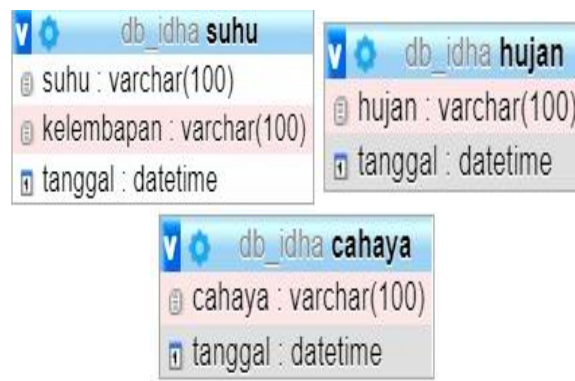 db_idha suhu
suhu : varchar(100)
kelembapan : varchar(100)
tanggal : datetime
db_idha hujan
hujan : varchar(100)
tanggal : datetime
db_idha cahaya
cahaya : varchar(100)
tanggal : datetime